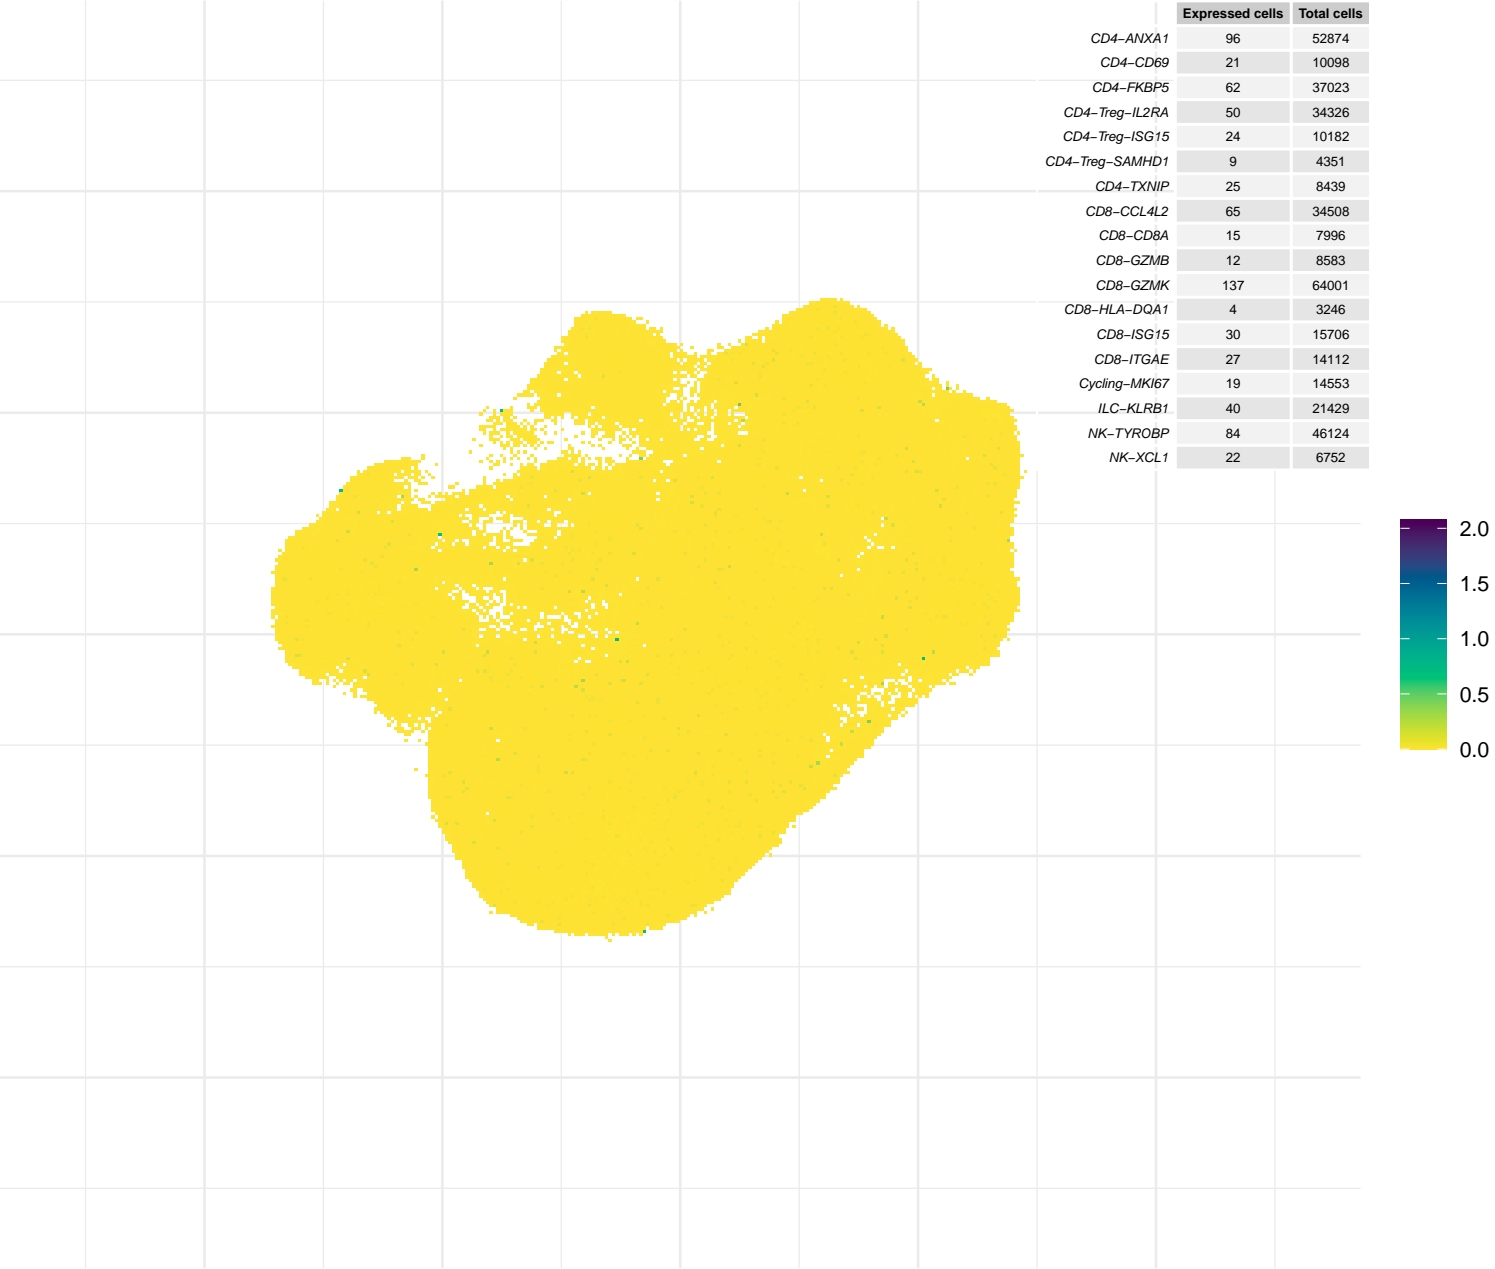 Expressed cells Total cells
CD4−ANXA1 96 52874
CD4−CD69 21 10098
CD4−FKBP5 62 37023
CD4−Treg−IL2RA 50 34326
CD4−Treg−ISG15 24 10182
CD4−Treg−SAMHD1 9 4351
CD4−TXNIP 25 8439
CD8−CCL4L2 65 34508
CD8−CD8A 15 7996
CD8−GZMB 12 8583
CD8−GZMK 137 64001
CD8−HLA−DQA1 4 3246
CD8−ISG15 30 15706
CD8−ITGAE 27 14112
Cycling−MKI67 19 14553
ILC−KLRB1 40 21429
NK−TYROBP 84 46124
NK−XCL1 22 6752
2.0
1.5
1.0
0.5
0.0